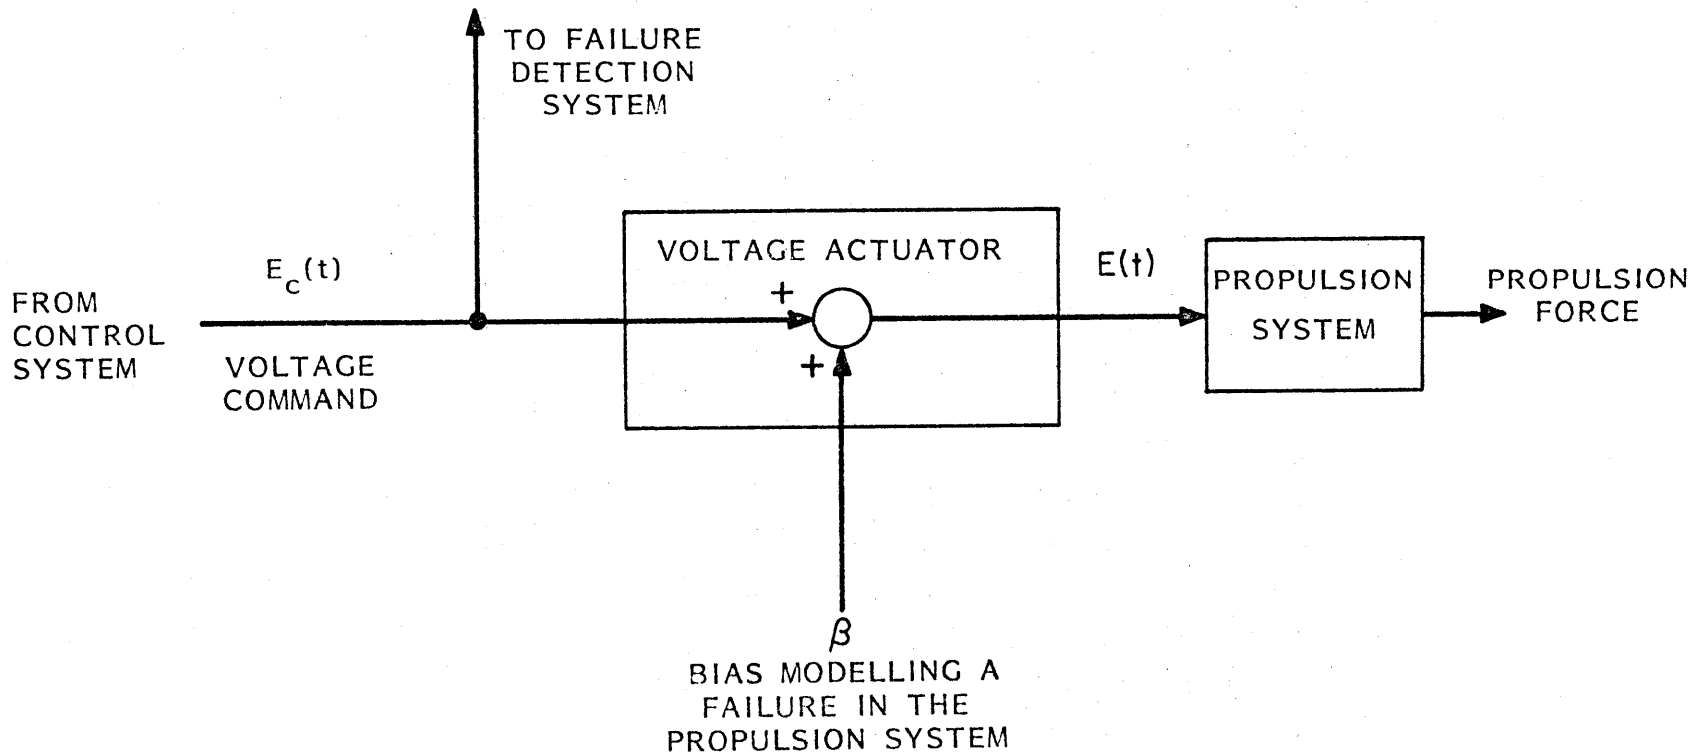 TO FAILURE
DETECTION
SYSTEM
E_c(t)
FROM
CONTROL
SYSTEM
VOLTAGE
COMMAND
VOLTAGE ACTUATOR
+
+
E(t)
PROPULSION
SYSTEM
PROPULSION
FORCE
β
BIAS MODELLING A
FAILURE IN THE
PROPULSION SYSTEM